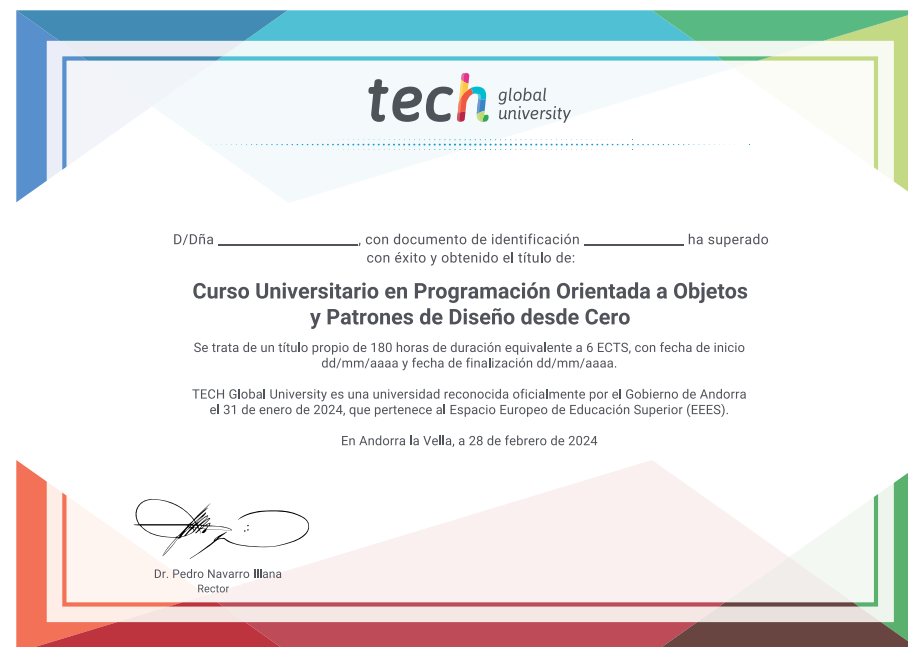 tech global university
D/Dña ____________________, con documento de identificación ______________ ha superado
con éxito y obtenido el título de:
Curso Universitario en Programación Orientada a Objetos
y Patrones de Diseño desde Cero
Se trata de un título propio de 180 horas de duración equivalente a 6 ECTS, con fecha de inicio
dd/mm/aaaa y fecha de finalización dd/mm/aaaa.
TECH Global University es una universidad reconocida oficialmente por el Gobierno de Andorra
el 31 de enero de 2024, que pertenece al Espacio Europeo de Educación Superior (EEES).
En Andorra la Vella, a 28 de febrero de 2024
Dr. Pedro Navarro Illana
Rector